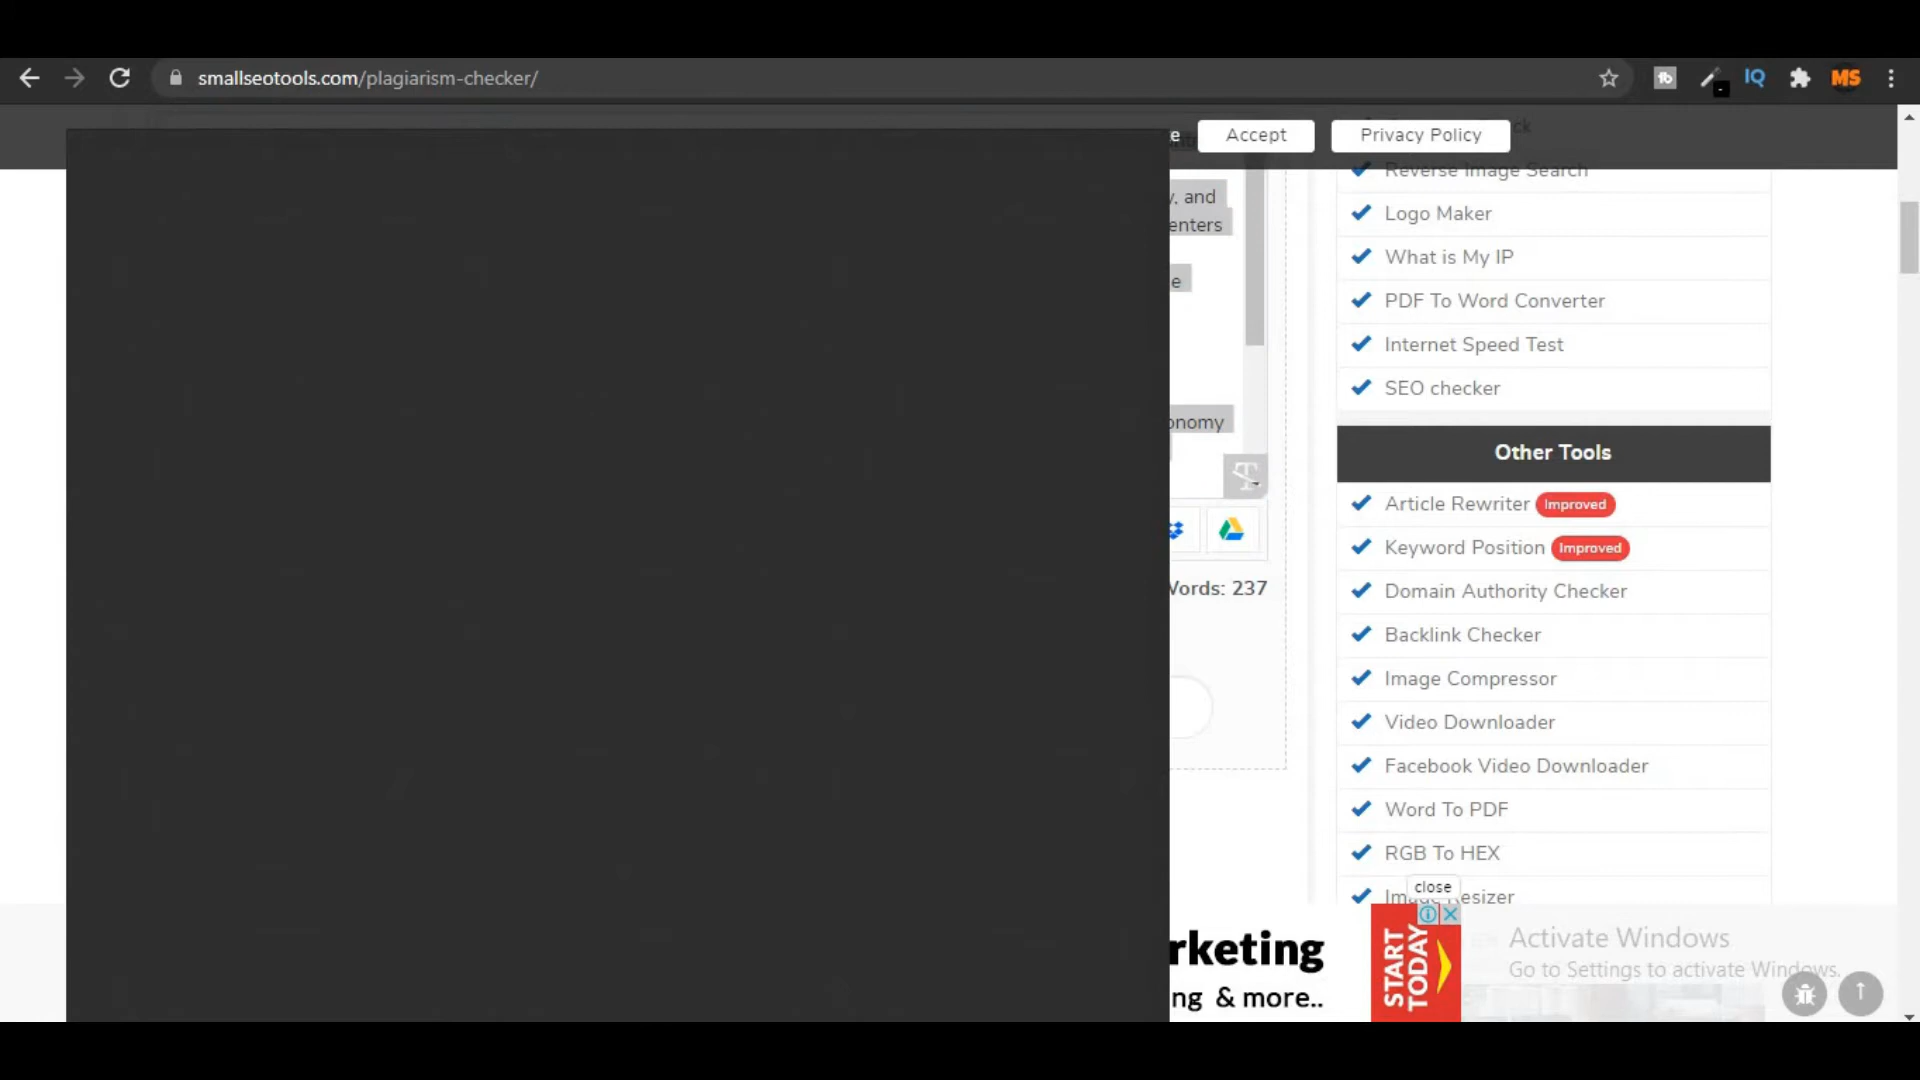 smallseotools.com/plagiarism-checker/
IQ
MS
Accept
Privacy Policy
Reverse Image Search
Logo Maker
What is My IP
PDF To Word Converter
Internet Speed Test
SEO checker
Other Tools
Article Rewriter Improved
Keyword Position Improved
Domain Authority Checker
Backlink Checker
Image Compressor
Video Downloader
Facebook Video Downloader
Word To PDF
RGB To HEX
close
y, and
enters
e
onomy
Words: 237
rketing
ng & more..
START
TODAY
Activate Windows
Go to Settings to activate Windows.